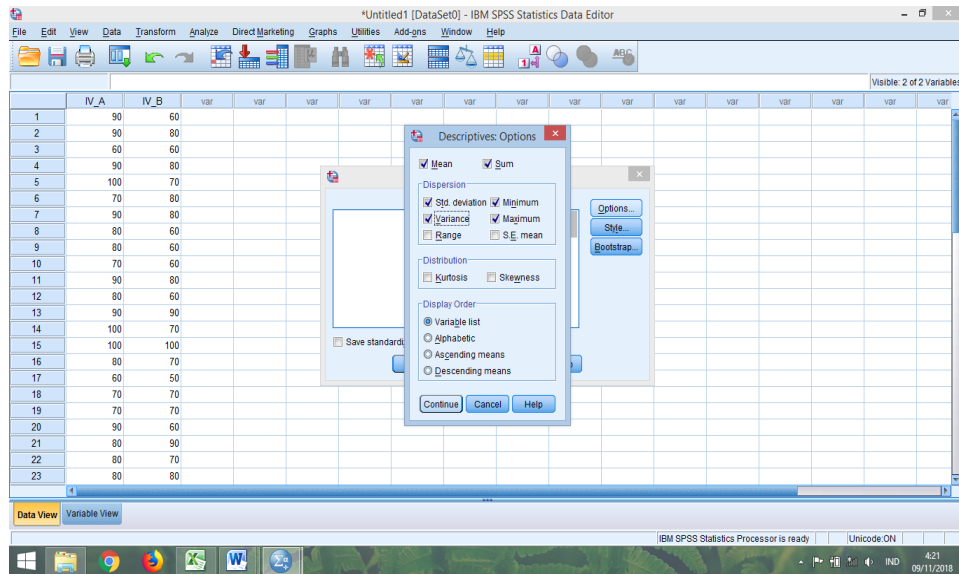 *Untitled1 [DataSet0] - IBM SPSS Statistics Data Editor
File Edit View Data Transform Analyze Direct Marketing Graphs Utilities Add-ons Window Help
Visible: 2 of 2 Variables
IV_A IV_B var var var var var var var var var var var var var var
1 90 60
2 90 80
3 60 60
4 90 80
5 100 70
6 70 80
7 90 80
8 80 60
9 80 60
10 70 60
11 90 80
12 80 60
13 90 90
14 100 70
15 100 100
16 80 70
17 60 50
18 70 70
19 70 70
20 90 60
21 80 90
22 80 70
23 80 80
Descriptives: Options
Mean Sum
Dispersion
Std. deviation Minimum
Variance Maximum
Range S.E. mean
Distribution
Kurtosis Skewness
Display Order
Variable list
Alphabetic
Ascending means
Descending means
Continue Cancel Help
Options...
Style...
Bootstrap...
Save standardi
Data View Variable View
IBM SPSS Statistics Processor is ready Unicode:ON
IND 4:21
09/11/2018